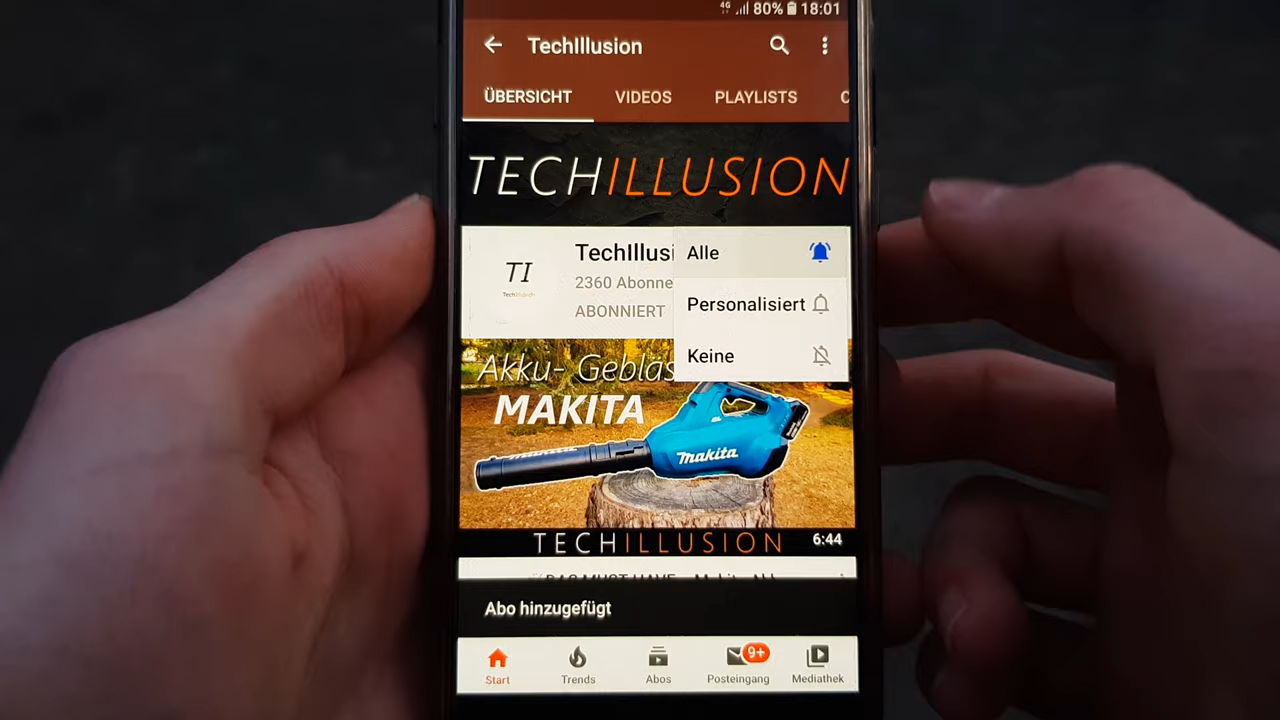 4G 80% 18:01
TechIllusion
ÜBERSICHT VIDEOS PLAYLISTS C
TECHILLUSION
TI
TechIllusi
2360 Abonne
ABONNIERT
Alle
Personalisiert
Keine
Akku- Gebläs
MAKITA
makita
TECHILLUSION 6:44
Abo hinzugefügt
9+
Start Trends Abos Posteingang Mediathek